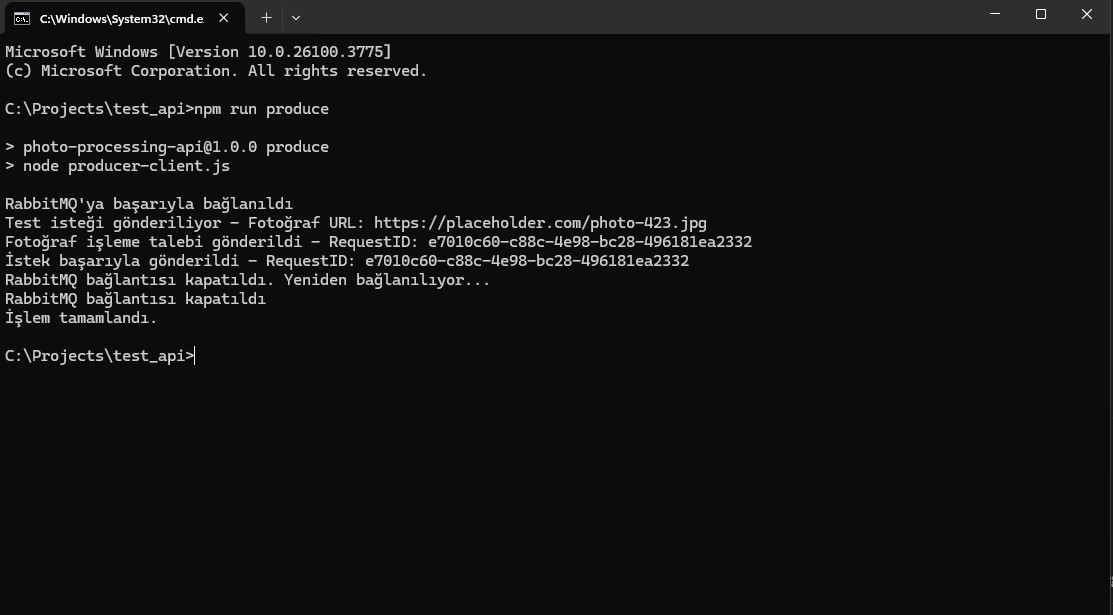 C:\Windows\System32\cmd.e
Microsoft Windows [Version 10.0.26100.3775]
(c) Microsoft Corporation. All rights reserved.
C:\Projects\test_api>npm run produce
> photo-processing-api@1.0.0 produce
> node producer-client.js
RabbitMQ'ya başarıyla bağlanıldı
Test isteği gönderiliyor - Fotoğraf URL: https://placeholder.com/photo-423.jpg
Fotoğraf işleme talebi gönderildi - RequestID: e7010c60-c88c-4e98-bc28-496181ea2332
İstek başarıyla gönderildi - RequestID: e7010c60-c88c-4e98-bc28-496181ea2332
RabbitMQ bağlantısı kapatıldı. Yeniden bağlanılıyor...
RabbitMQ bağlantısı kapatıldı
İşlem tamamlandı.
C:\Projects\test_api>